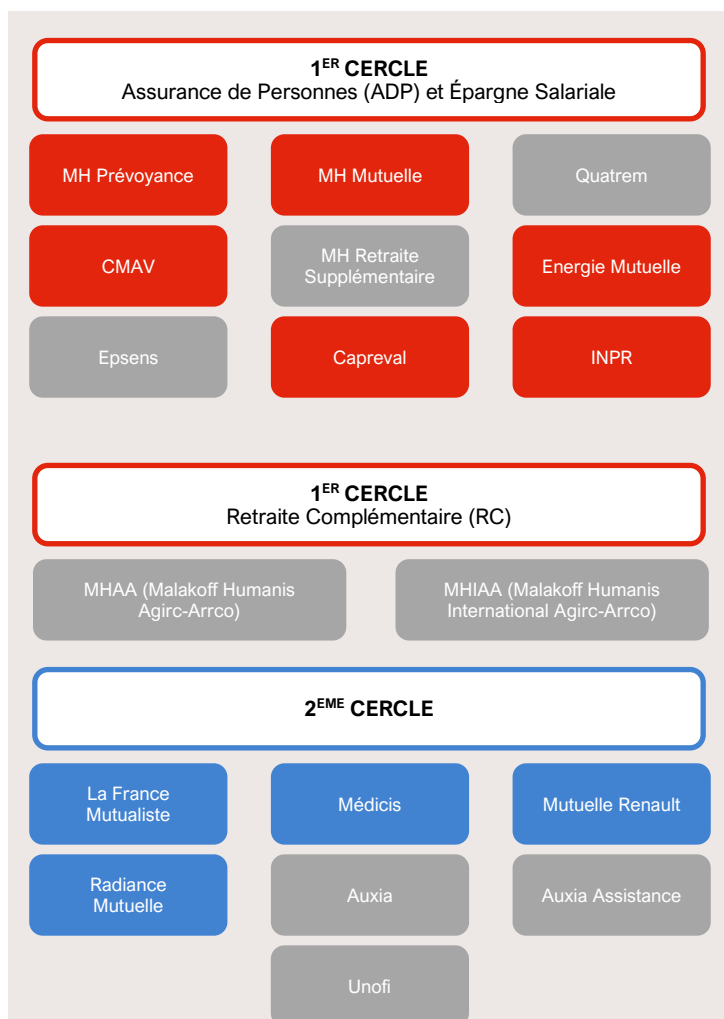 1ER CERCLE
Assurance de Personnes (ADP) et Épargne Salariale
MH Prévoyance
MH Mutuelle
Quatrem
CMAV
MH Retraite
Supplémentaire
Energie Mutuelle
Epsens
Capreval
INPR
1ER CERCLE
Retraite Complémentaire (RC)
MHAA (Malakoff Humanis
Agirc-Arrco)
MHIAA (Malakoff Humanis
International Agirc-Arrco)
2EME CERCLE
La France
Mutualiste
Médicis
Mutuelle Renault
Radiance
Mutuelle
Auxia
Auxia Assistance
Unofi